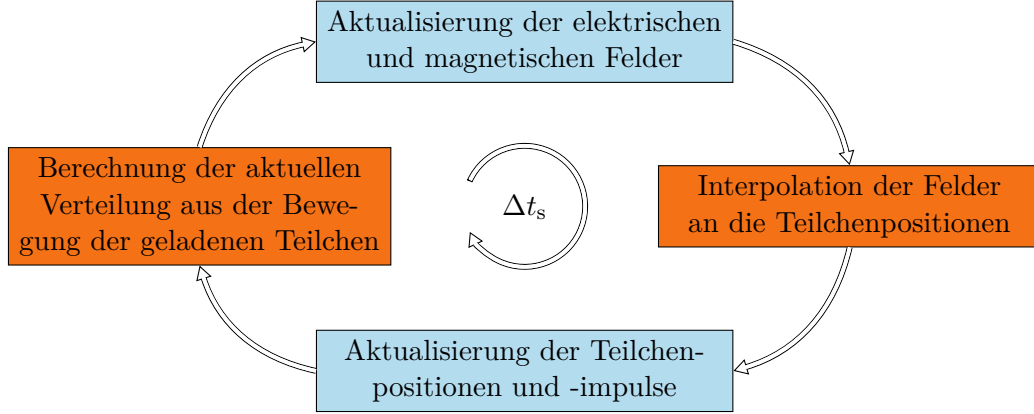 Aktualisierung der elektrischen
und magnetischen Felder
Berechnung der aktuellen
Verteilung aus der Bewe-
gung der geladenen Teilchen
Δtₛ
Interpolation der Felder
an die Teilchenpositionen
Aktualisierung der Teilchen-
positionen und -impulse